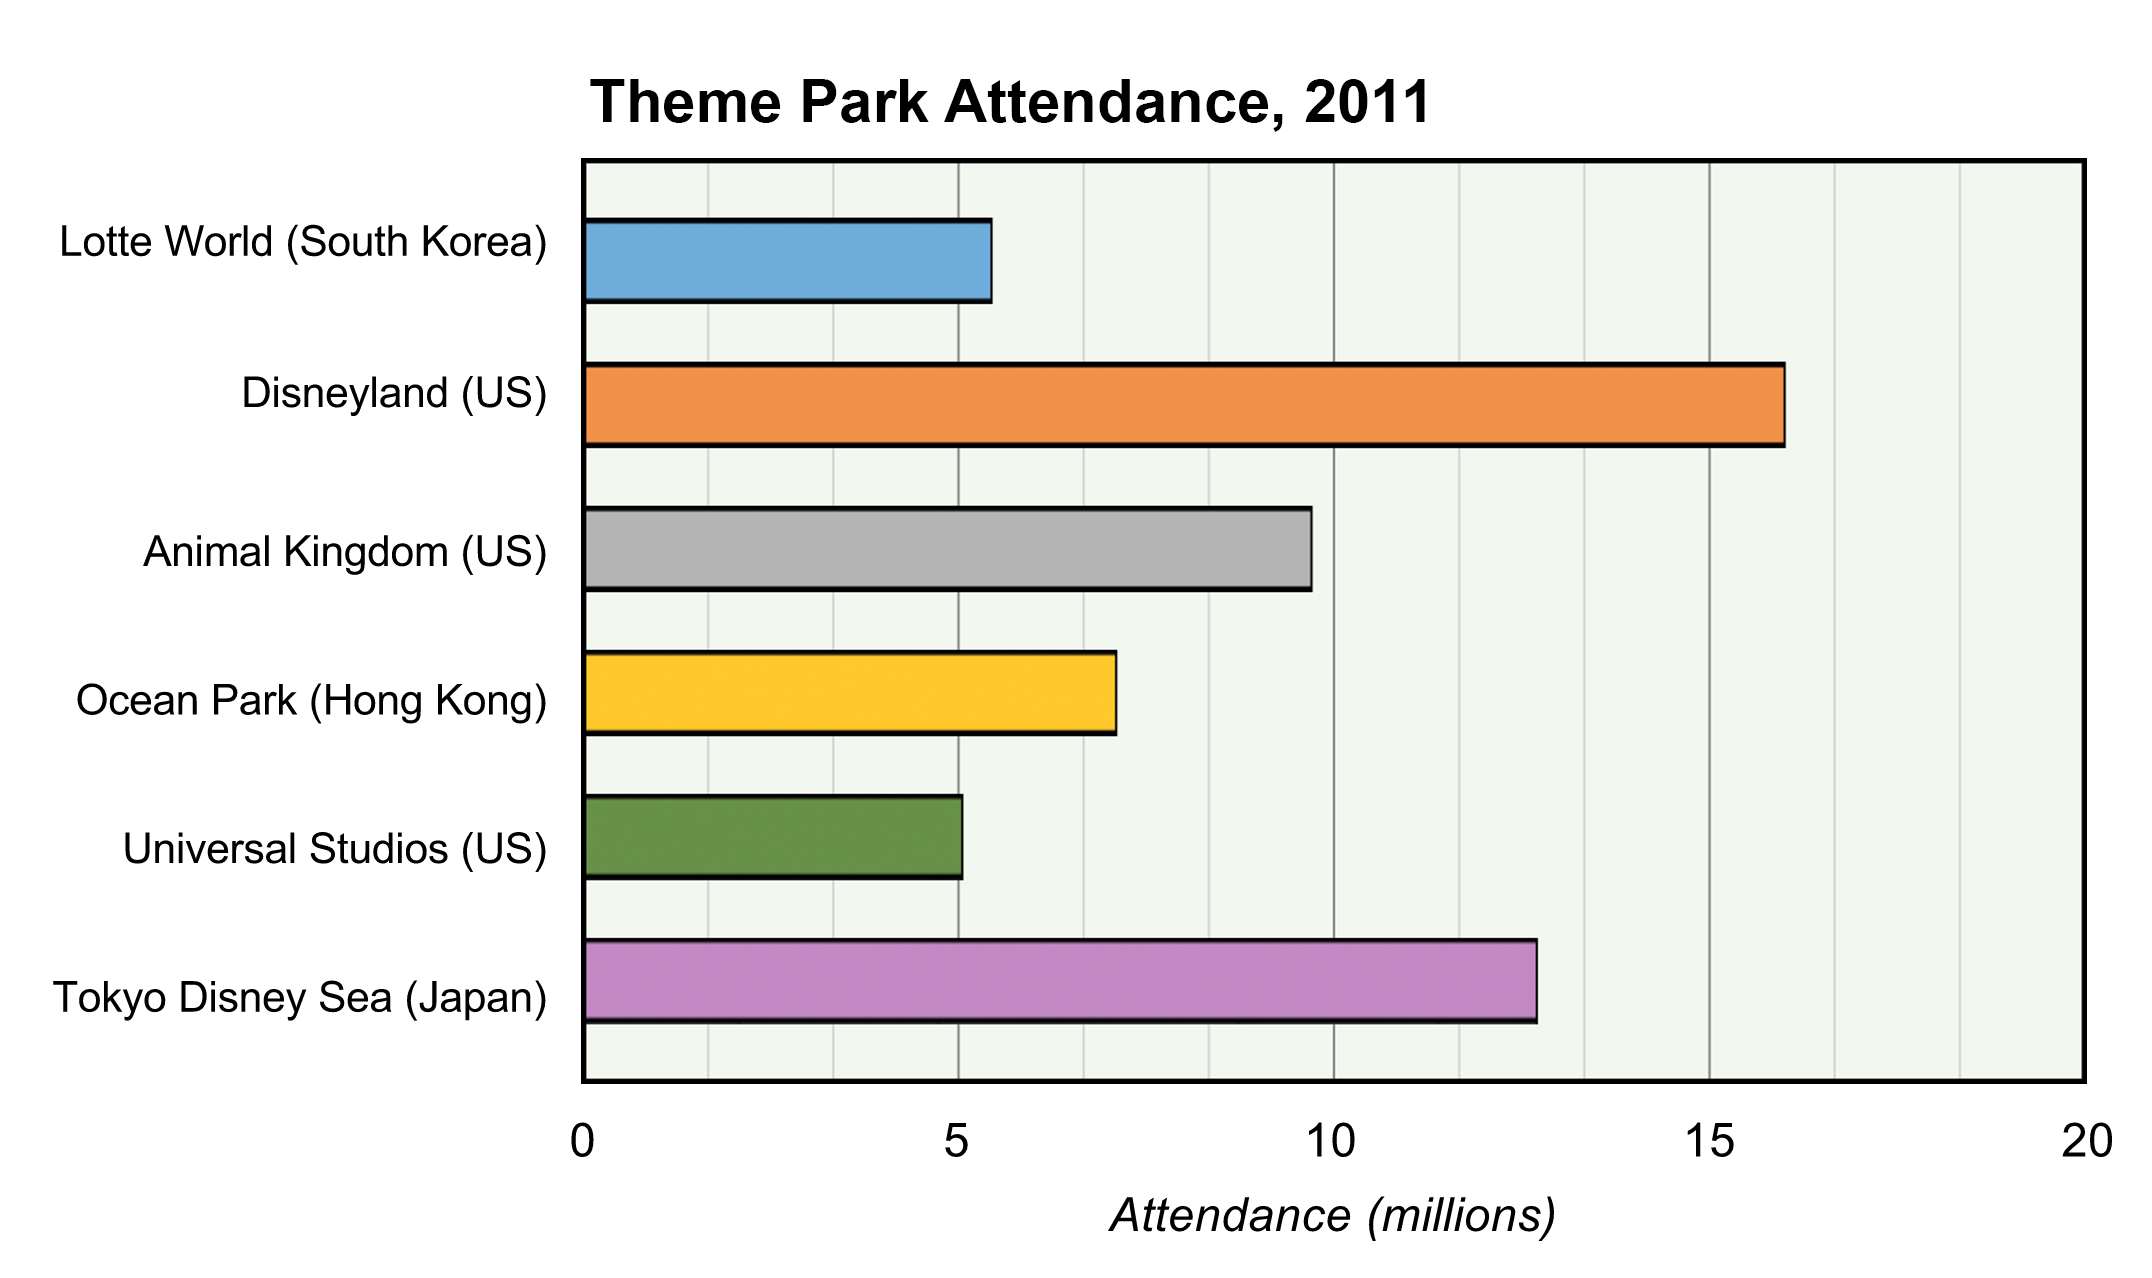 Theme Park Attendance, 2011
Lotte World (South Korea)
Disneyland (US)
Animal Kingdom (US)
Ocean Park (Hong Kong)
Universal Studios (US)
Tokyo Disney Sea (Japan)
0 5 10 15 20
Attendance (millions)